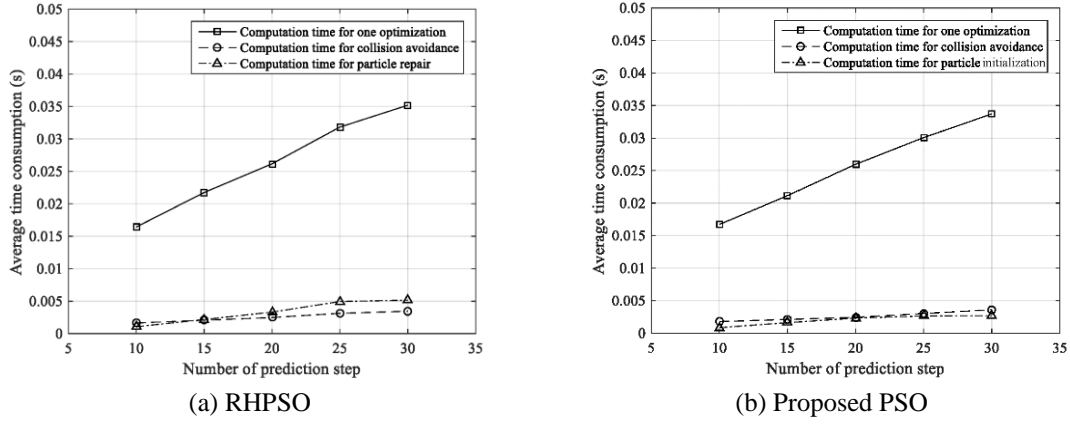 0.05
0.045
0.04
0.035
0.03
0.025
0.02
0.015
0.01
0.005
0
Average time consumption (s)
Computation time for one optimization
Computation time for collision avoidance
Computation time for particle repair
5 10 15 20 25 30 35
Number of prediction step
(a) RHPSO
0.05
0.045
0.04
0.035
0.03
0.025
0.02
0.015
0.01
0.005
0
Average time consumption (s)
Computation time for one optimization
Computation time for collision avoidance
Computation time for particle initialization
5 10 15 20 25 30 35
Number of prediction step
(b) Proposed PSO